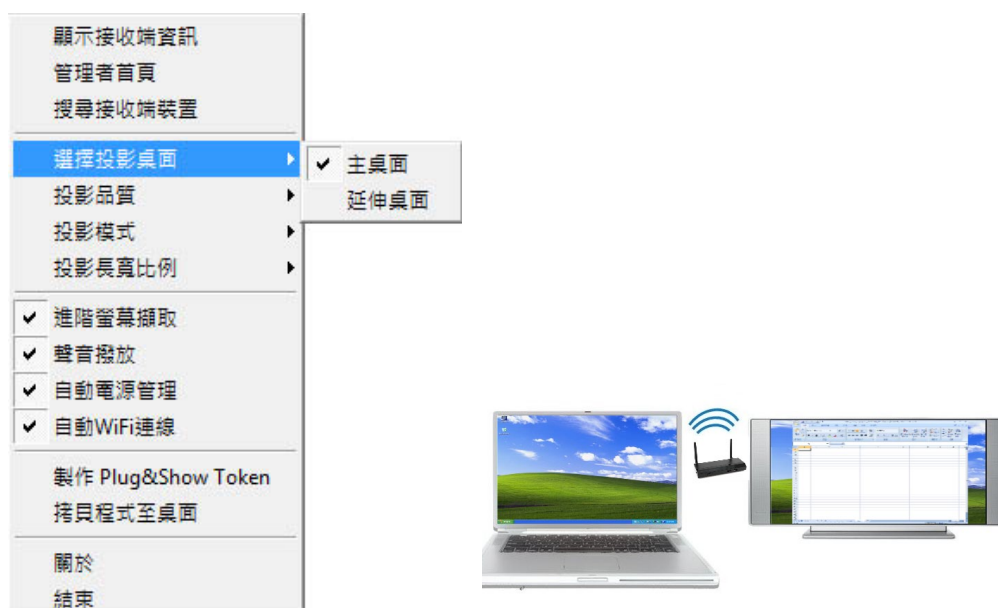 顯示接收端資訊
管理者首頁
搜尋接收端裝置
選擇投影桌面
主桌面
延伸桌面
投影品質
投影模式
投影長寬比例
進階螢幕擷取
聲音撥放
自動電源管理
自動WiFi連線
製作 Plug&Show Token
拷貝程式至桌面
關於
結束